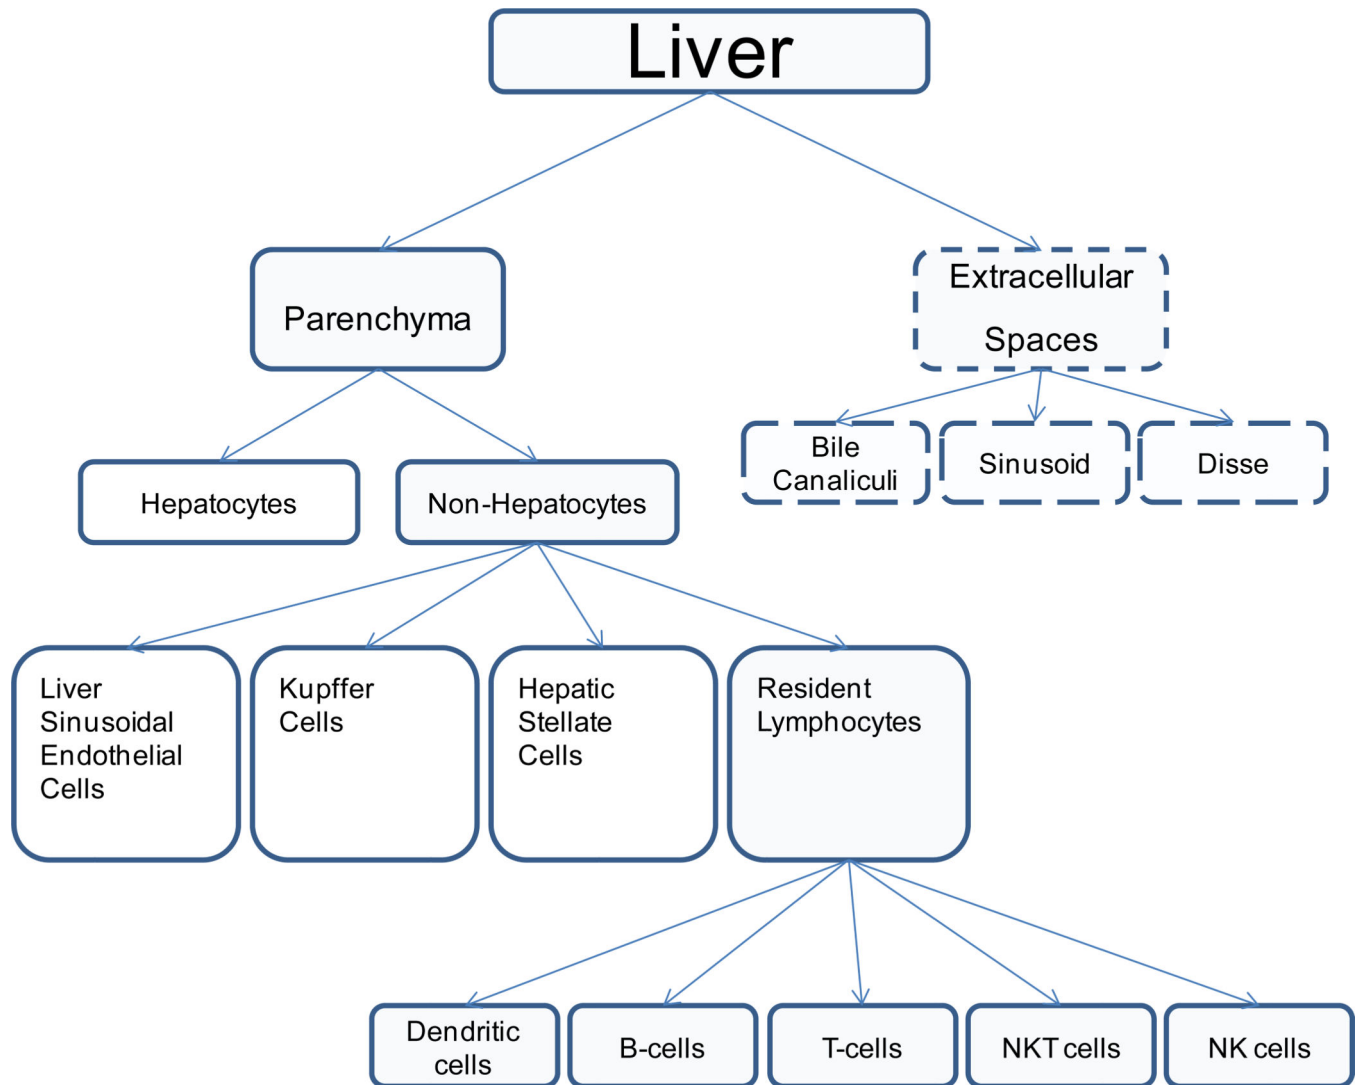 Liver
Parenchyma
Extracellular
Spaces
Bile
Canaliculi
Sinusoid
Disse
Hepatocytes
Non-Hepatocytes
Liver
Sinusoidal
Endothelial
Cells
Kupffer
Cells
Hepatic
Stellate
Cells
Resident
Lymphocytes
Dendritic
cells
B-cells
T-cells
NKT cells
NK cells